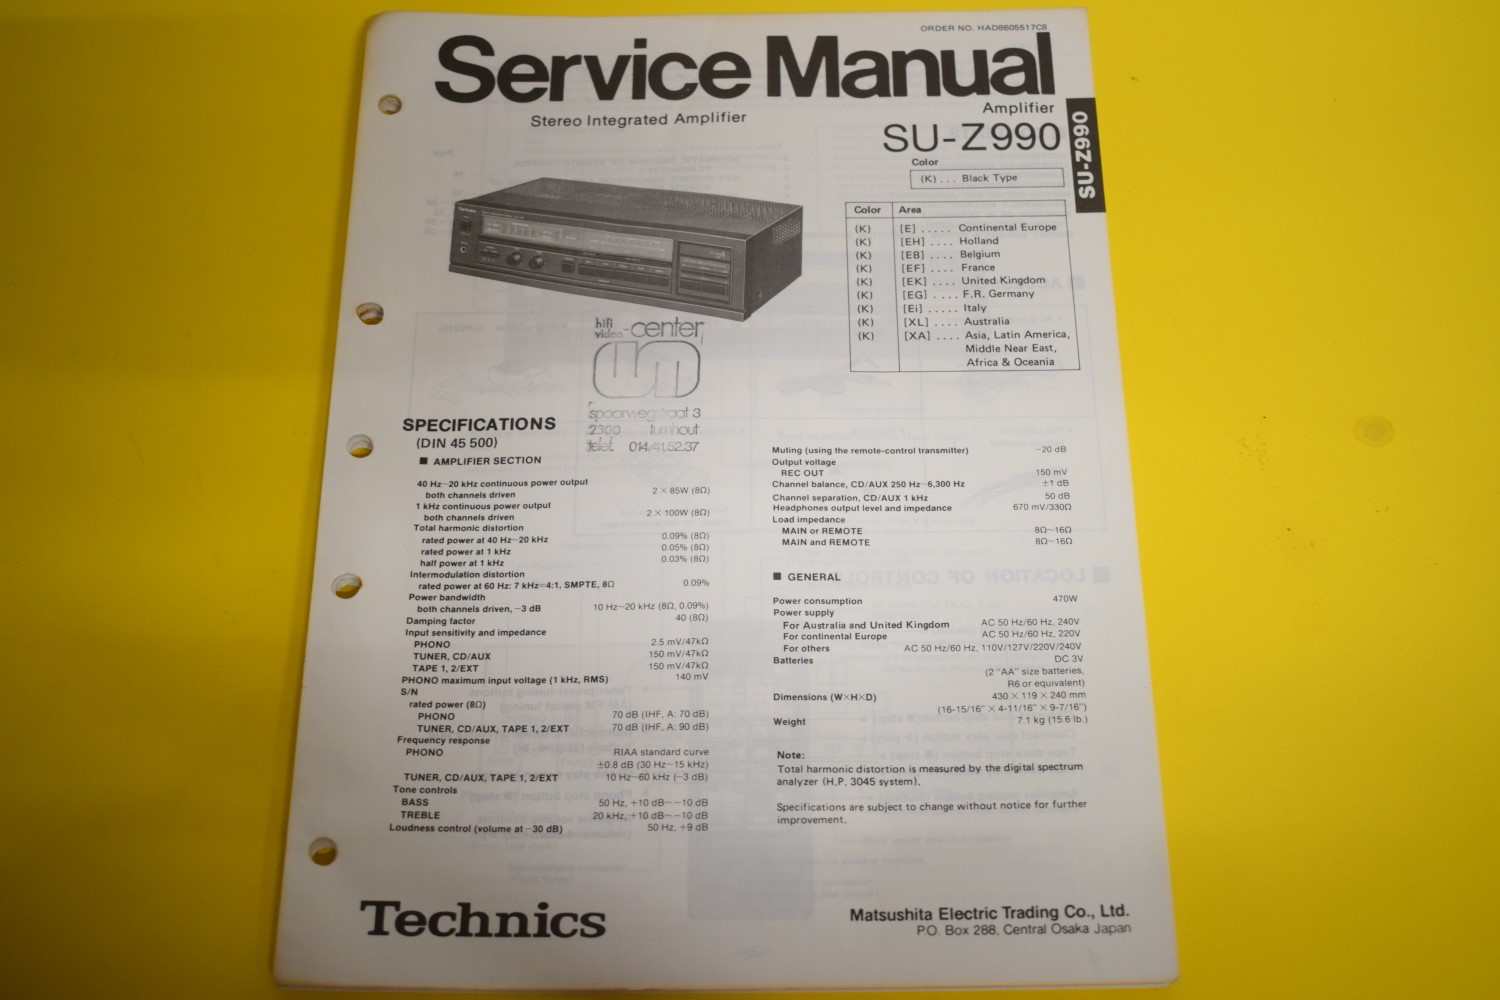 ORDER NO. HAD8605517C8
Service Manual
Stereo Integrated Amplifier
Amplifier
SU-Z990
SU-Z990
Color
(K) ... Black Type
Color Area
(K) [E] ..... Continental Europe
(K) [EH] .... Holland
(K) [EB] .... Belgium
(K) [EF] .... France
(K) [EK] .... United Kingdom
(K) [EG] .... F.R. Germany
(K) [Ei] ..... Italy
(K) [XL] .... Australia
(K) [XA] .... Asia, Latin America,
Middle Near East,
Africa & Oceania
Technics
hifi
video-center
spoorwegstraat 3
2300 turnhout
telef. 014/41.52.37
SPECIFICATIONS
(DIN 45 500)
■ AMPLIFIER SECTION
40 Hz~20 kHz continuous power output
both channels driven 2 × 85W (8Ω)
1 kHz continuous power output
both channels driven 2 × 100W (8Ω)
Total harmonic distortion
rated power at 40 Hz~20 kHz 0.09% (8Ω)
rated power at 1 kHz 0.05% (8Ω)
half power at 1 kHz 0.03% (8Ω)
Intermodulation distortion
rated power at 60 Hz: 7 kHz=4:1, SMPTE, 8Ω 0.09%
Power bandwidth
both channels driven, −3 dB 10 Hz~20 kHz (8Ω, 0.09%)
Damping factor 40 (8Ω)
Input sensitivity and impedance
PHONO 2.5 mV/47kΩ
TUNER, CD/AUX 150 mV/47kΩ
TAPE 1, 2/EXT 150 mV/47kΩ
PHONO maximum input voltage (1 kHz, RMS) 140 mV
S/N
rated power (8Ω)
PHONO 70 dB (IHF, A: 70 dB)
TUNER, CD/AUX, TAPE 1, 2/EXT 70 dB (IHF, A: 90 dB)
Frequency response
PHONO RIAA standard curve
±0.8 dB (30 Hz~15 kHz)
TUNER, CD/AUX, TAPE 1, 2/EXT 10 Hz~60 kHz (−3 dB)
Tone controls
BASS 50 Hz, +10 dB~−10 dB
TREBLE 20 kHz, +10 dB~−10 dB
Loudness control (volume at −30 dB) 50 Hz, +9 dB
Muting (using the remote-control transmitter) −20 dB
Output voltage
REC OUT 150 mV
Channel balance, CD/AUX 250 Hz~6,300 Hz ±1 dB
Channel separation, CD/AUX 1 kHz 50 dB
Headphones output level and impedance 670 mV/330Ω
Load impedance
MAIN or REMOTE 8Ω~16Ω
MAIN and REMOTE 8Ω~16Ω
■ GENERAL
Power consumption 470W
Power supply
For Australia and United Kingdom AC 50 Hz/60 Hz, 240V
For continental Europe AC 50 Hz/60 Hz, 220V
For others AC 50 Hz/60 Hz, 110V/127V/220V/240V
Batteries DC 3V
(2 "AA" size batteries,
R6 or equivalent)
Dimensions (W×H×D) 430 × 119 × 240 mm
(16-15/16" × 4-11/16" × 9-7/16")
Weight 7.1 kg (15.6 lb.)
Note:
Total harmonic distortion is measured by the digital spectrum
analyzer (H.P. 3045 system).
Specifications are subject to change without notice for further
improvement.
Technics
Matsushita Electric Trading Co., Ltd.
P.O. Box 288, Central Osaka Japan